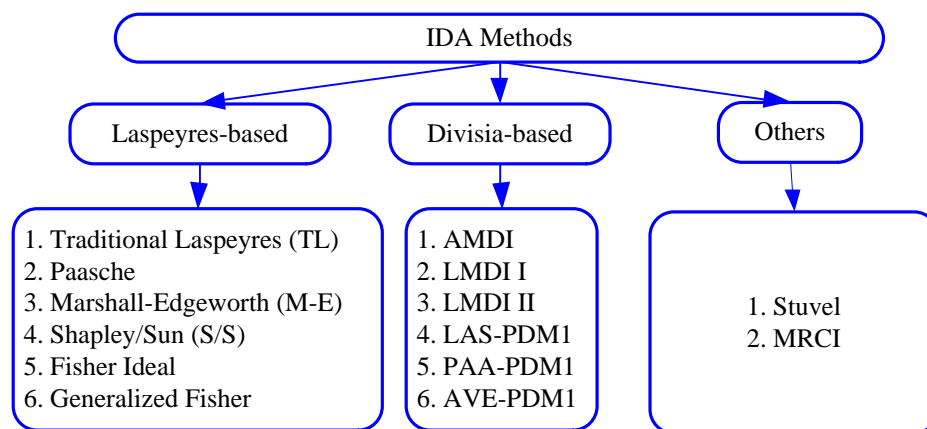 IDA Methods
Laspeyres-based
Divisia-based
Others
1. Traditional Laspeyres (TL)
2. Paasche
3. Marshall-Edgeworth (M-E)
4. Shapley/Sun (S/S)
5. Fisher Ideal
6. Generalized Fisher
1. AMDI
2. LMDI I
3. LMDI II
4. LAS-PDM1
5. PAA-PDM1
6. AVE-PDM1
1. Stuvel
2. MRCI